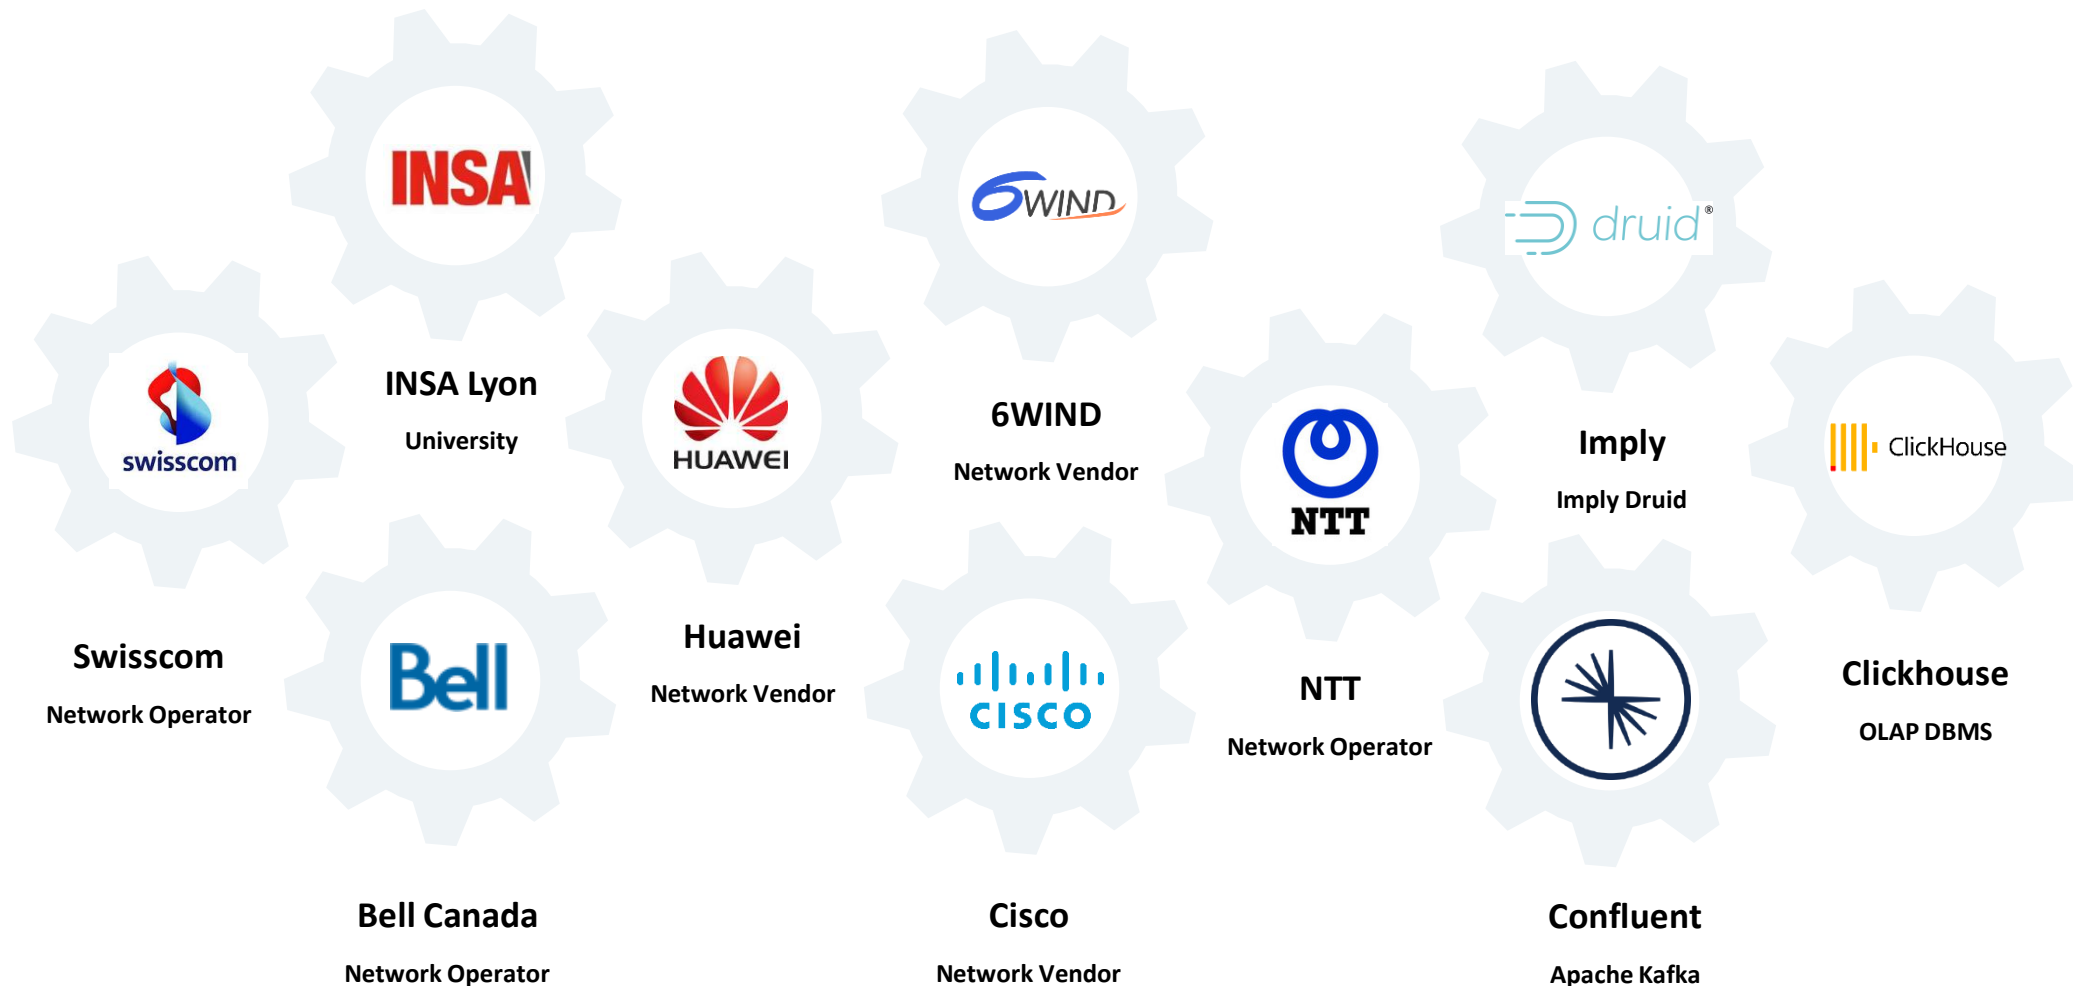 INSA
INSA Lyon
University
6WIND
6WIND
Network Vendor
druid®
Imply
Imply Druid
swisscom
Swisscom
Network Operator
HUAWEI
Huawei
Network Vendor
NTT
NTT
Network Operator
ClickHouse
Clickhouse
OLAP DBMS
Bell
Bell Canada
Network Operator
CISCO
Cisco
Network Vendor
Confluent
Apache Kafka